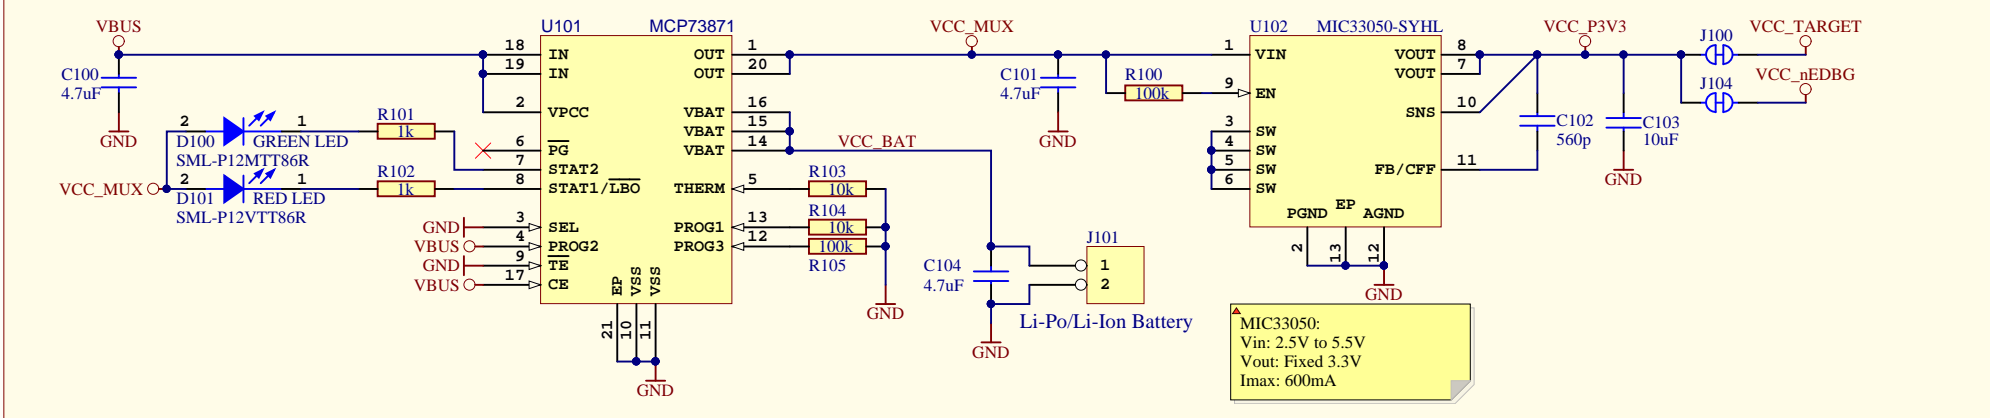 VBUS
C100
4.7uF
GND
U101
MCP73871
18 IN
19 IN
2 VPCC
6 PG
7 STAT2
8 STAT1/LBO
3 SEL
4 PROG2
9 TE
17 CE
OUT 1
OUT 20
VBAT 16
VBAT 15
VBAT 14
THERM 5
PROG1 13
PROG3 12
EP VSS VSS
21 10 11
GND
2 1
D100 GREEN LED
SML-P12MTT86R
R101
1k
VCC_MUX
2 1
D101 RED LED
SML-P12VTT86R
R102
1k
GND
VBUS
GND
VBUS
VCC_BAT
R103
10k
R104
10k
100k
R105
GND
C104
4.7uF
GND
J101
1
2
Li-Po/Li-Ion Battery
VCC_MUX
C101
4.7uF
GND
R100
100k
U102
MIC33050-SYHL
1 VIN
9 EN
3 SW
4 SW
5 SW
6 SW
VOUT 8
VOUT 7
SNS 10
FB/CFF 11
PGND EP AGND
2 13 12
GND
VCC_P3V3
C102
560p
C103
10uF
GND
J100
VCC_TARGET
J104
VCC_nEDBG
MIC33050:
Vin: 2.5V to 5.5V
Vout: Fixed 3.3V
Imax: 600mA